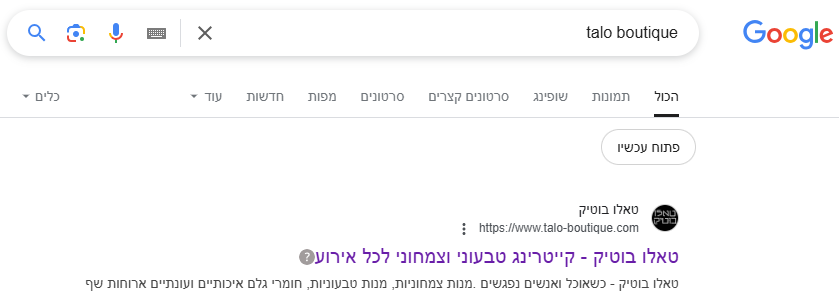 talo boutique
Google
הכול תמונות שופינג סרטונים קצרים סרטונים מפות חדשות עוד כלים
פתוח עכשיו
טאלו בוטיק
טאלו בוטיק
https://www.talo-boutique.com
טאלו בוטיק - קייטרינג טבעוני וצמחוני לכל אירוע ?
טאלו בוטיק - כשאוכל ואנשים נפגשים .מנות צמחוניות, מנות טבעוניות, חומרי גלם איכותיים ועונתיים ארוחות שף